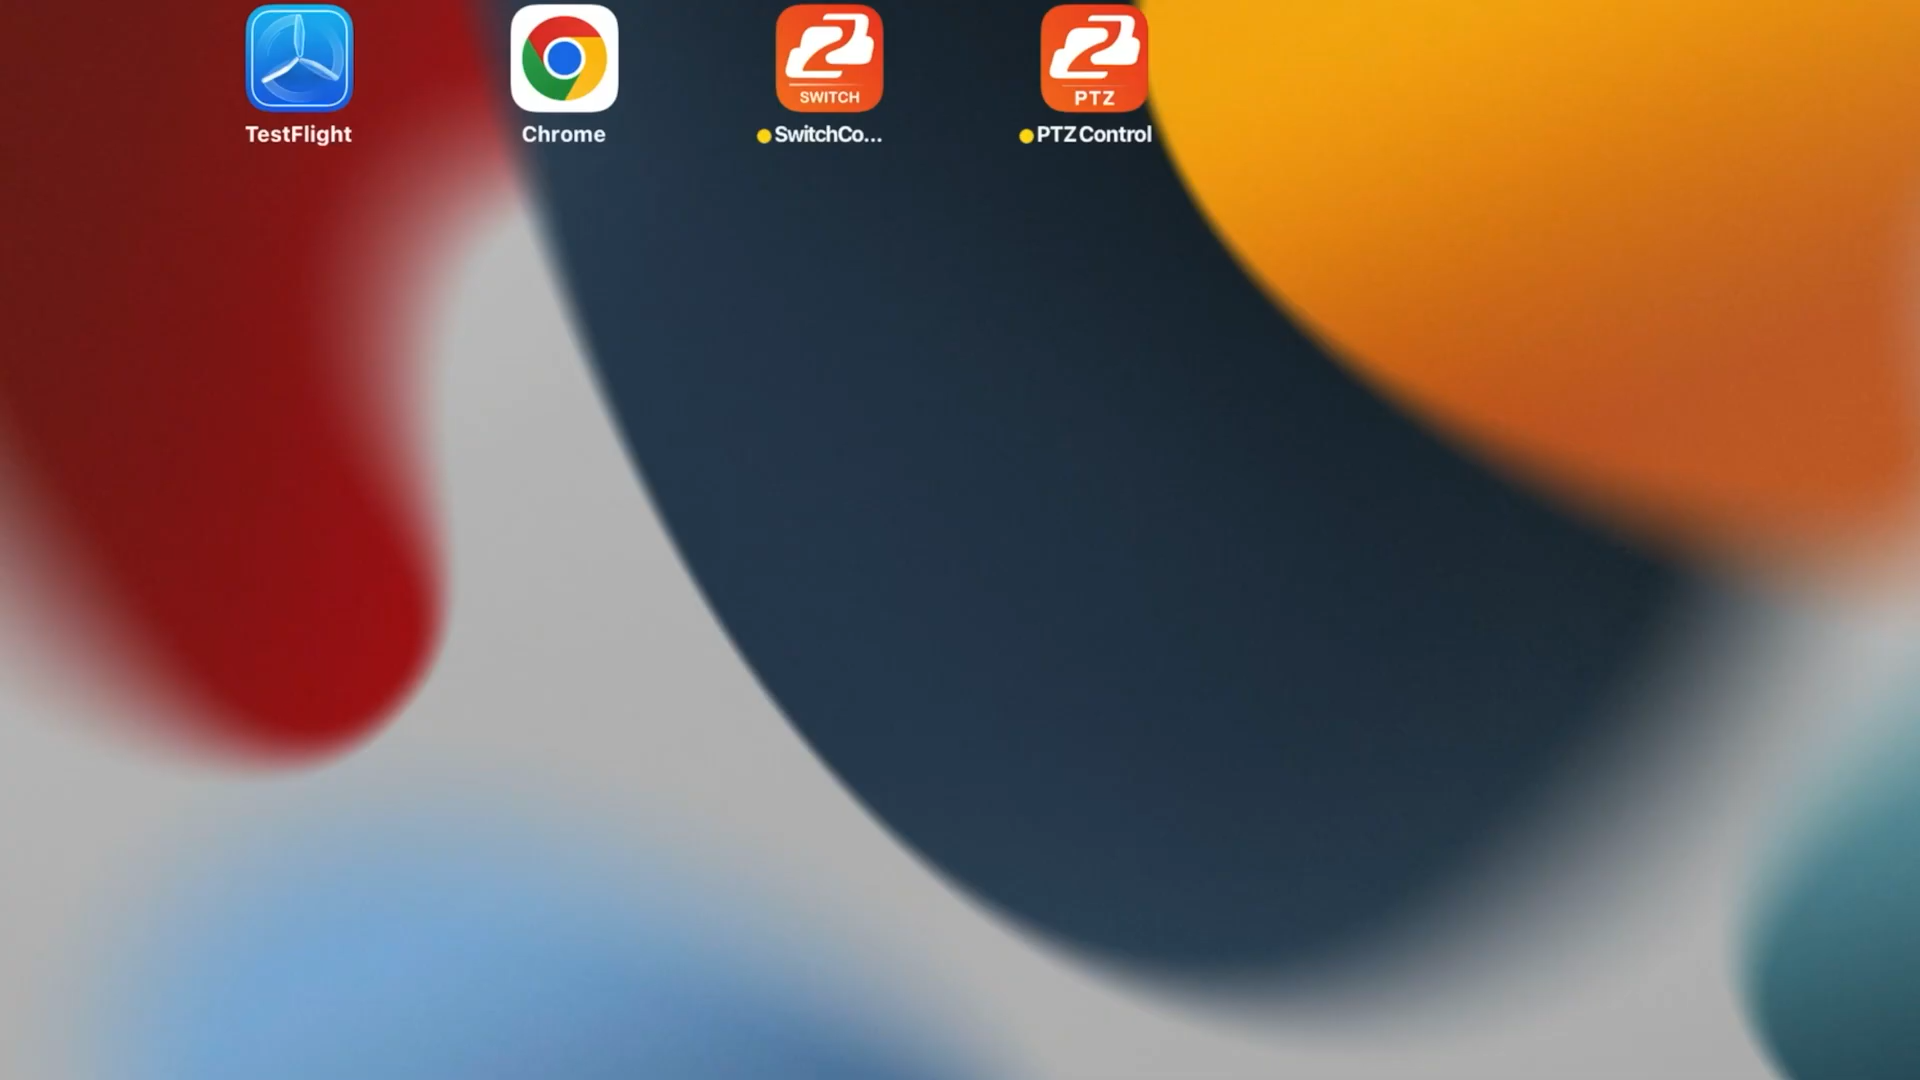 SWITCH
PTZ
TestFlight
Chrome
SwitchCo...
PTZ Control